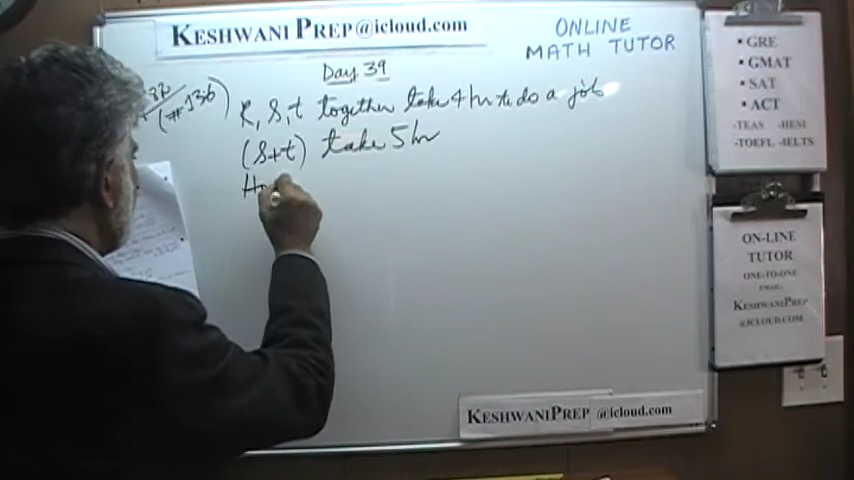 KESHWANI PREP@icloud.com
ONLINE
MATH TUTOR
Day 39
(#136)
R, S, t together take 4 hr to do a job
(S+t) take 5 hr
• GRE
• GMAT
• SAT
• ACT
-TEAS -HESI
-TOEFL -IELTS
ON-LINE
TUTOR
ONE-TO-ONE
EMAIL:
KESHWANIPREP
@ICLOUD.COM
KESHWANIPREP @icloud.com